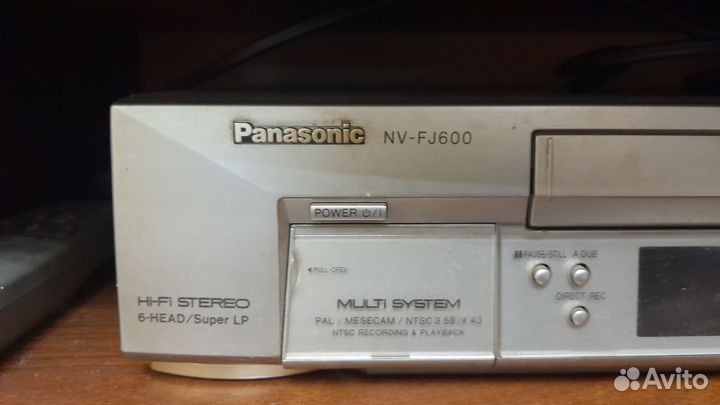 Panasonic NV-FJ600
POWER ⏻/I
◀PULL-OPEN
HI-FI STEREO
6-HEAD/Super LP
MULTI SYSTEM
PAL / MESECAM / NTSC 3.58/4.43
NTSC RECORDING & PLAYBACK
PAUSE/STILL A.DUB
DIRECT REC
Avito